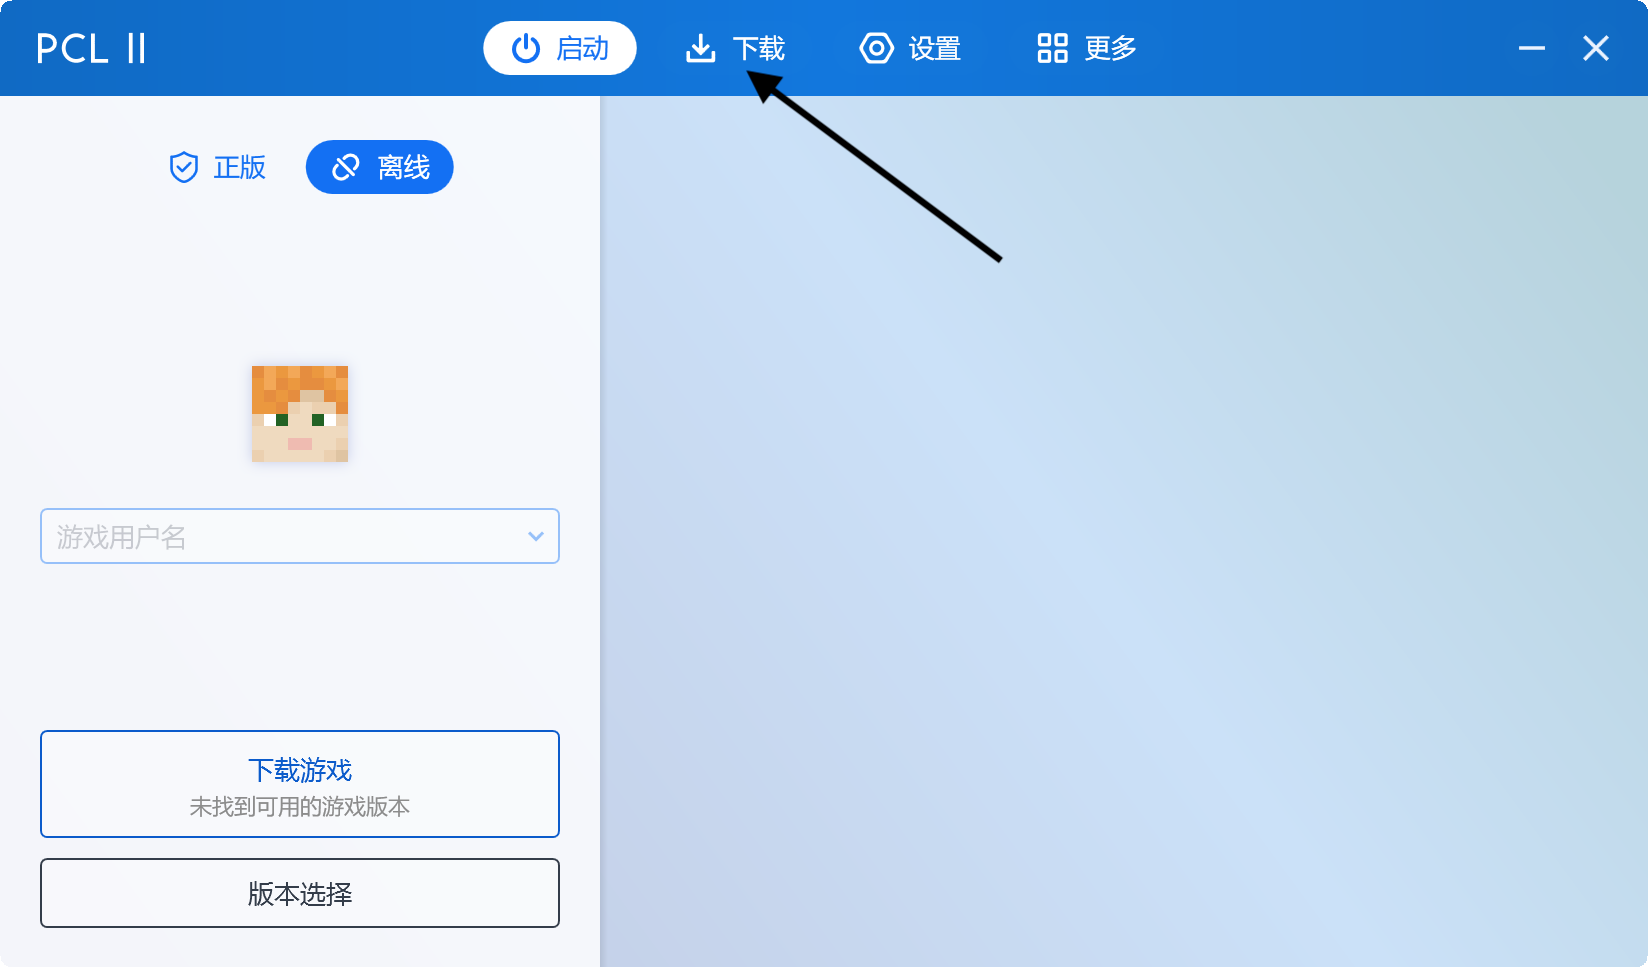 PCL II
启动
下载
设置
更多
正版
离线
游戏用户名
下载游戏
未找到可用的游戏版本
版本选择